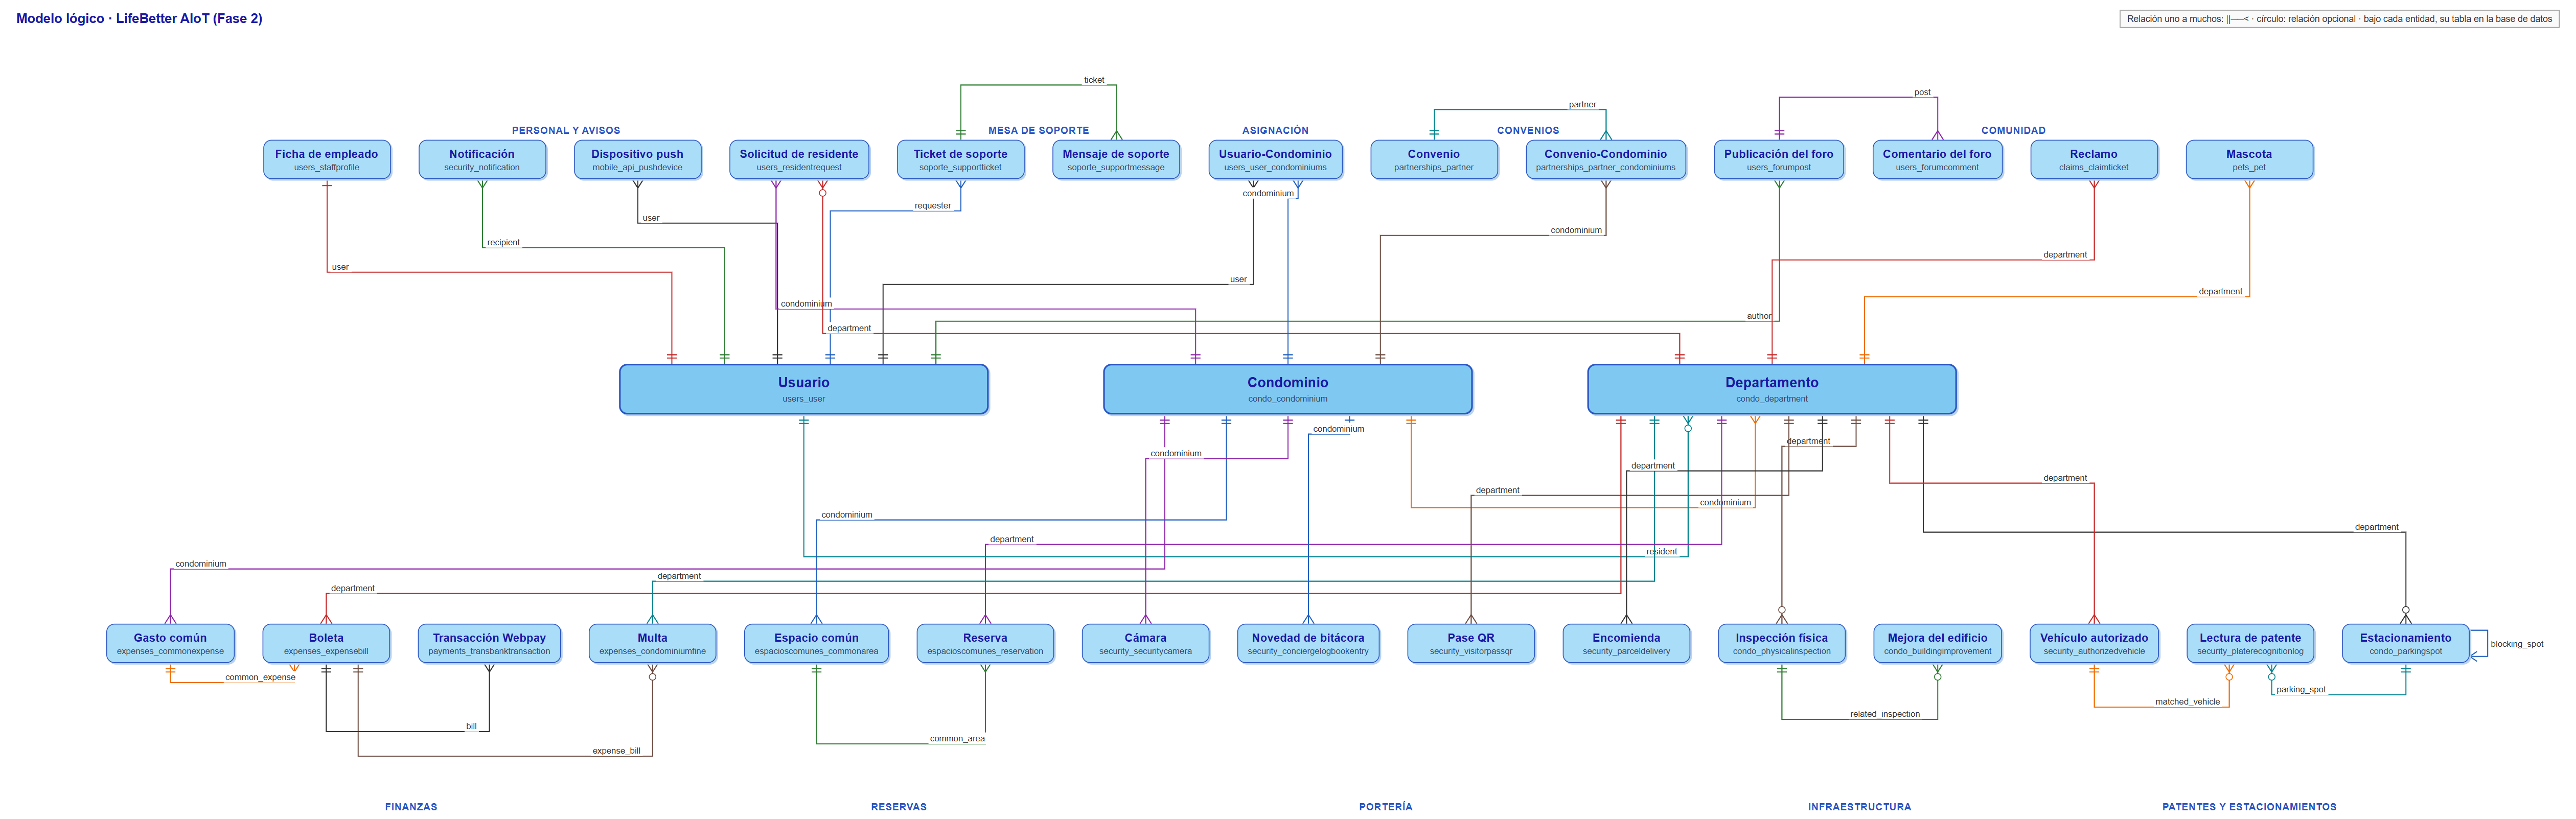 Modelo lógico · LifeBetter AIoT (Fase 2)
Relación uno a muchos: ||──< · círculo: relación opcional · bajo cada entidad, su tabla en la base de datos
ticket
post
partner
PERSONAL Y AVISOS
MESA DE SOPORTE
ASIGNACIÓN
CONVENIOS
COMUNIDAD
Ficha de empleado
users_staffprofile
Notificación
security_notification
Dispositivo push
mobile_api_pushdevice
Solicitud de residente
users_residentrequest
Ticket de soporte
soporte_supportticket
Mensaje de soporte
soporte_supportmessage
Usuario-Condominio
users_user_condominiums
Convenio
partnerships_partner
Convenio-Condominio
partnerships_partner_condominiums
Publicación del foro
users_forumpost
Comentario del foro
users_forumcomment
Reclamo
claims_claimticket
Mascota
pets_pet
condominium
requester
user
condominium
recipient
department
user
user
department
condominium
author
department
Usuario
users_user
Condominio
condo_condominium
Departamento
condo_department
condominium
department
condominium
department
department
department
condominium
condominium
department
department
resident
condominium
department
department
Gasto común
expenses_commonexpense
Boleta
expenses_expensebill
Transacción Webpay
payments_transbanktransaction
Multa
expenses_condominiumfine
Espacio común
espacioscomunes_commonarea
Reserva
espacioscomunes_reservation
Cámara
security_securitycamera
Novedad de bitácora
security_conciergelogbookentry
Pase QR
security_visitorpassqr
Encomienda
security_parceldelivery
Inspección física
condo_physicalinspection
Mejora del edificio
condo_buildingimprovement
Vehículo autorizado
security_authorizedvehicle
Lectura de patente
security_platerecognitionlog
Estacionamiento
condo_parkingspot
blocking_spot
common_expense
parking_spot
matched_vehicle
related_inspection
bill
common_area
expense_bill
FINANZAS
RESERVAS
PORTERÍA
INFRAESTRUCTURA
PATENTES Y ESTACIONAMIENTOS